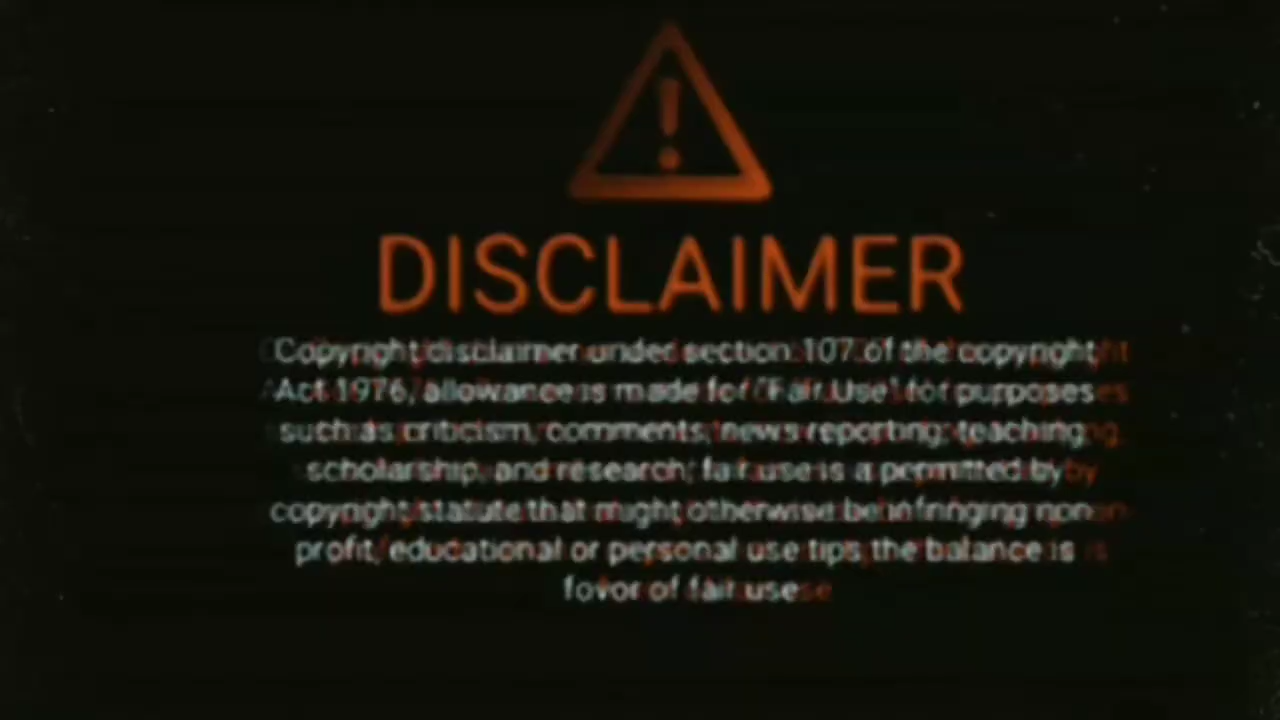 DISCLAIMER
Copyright disclaimer under section 107 of the copyright
Act 1976, allowance is made for "Fair Use" for purposes
such as criticism, comments, news reporting, teaching,
scholarship, and research; fair use is a permitted by
copyright statute that might otherwise be infringing non-
profit, educational or personal use tips the balance is
fovor of fair use